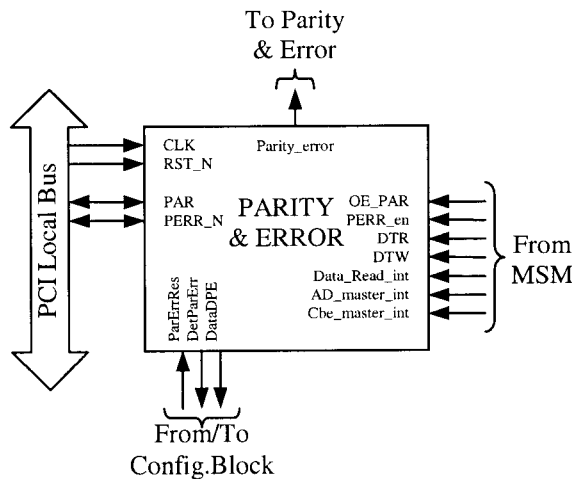 To Parity
& Error
PCI Local Bus
CLK
RST_N
PAR
PERR_N
Parity_error
PARITY
& ERROR
OE_PAR
PERR_en
DTR
DTW
Data_Read_int
AD_master_int
Cbe_master_int
From
MSM
ParErrRes
DetParErr
DataDPE
From/To
Config.Block